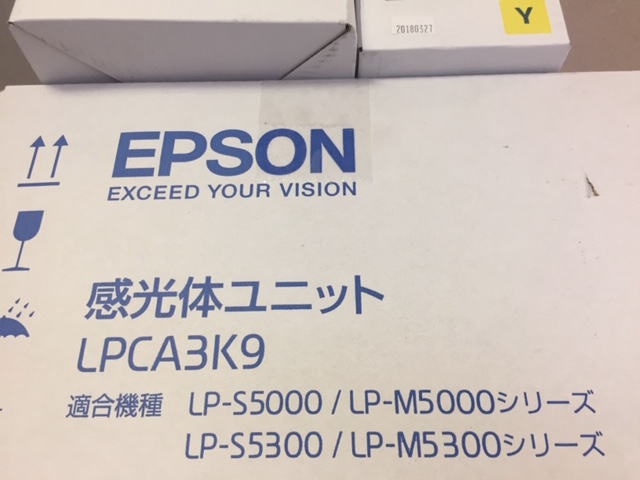 20180327
Y
EPSON
EXCEED YOUR VISION
感光体ユニット
LPCA3K9
適合機種 LP-S5000 / LP-M5000シリーズ
LP-S5300 / LP-M5300シリーズ